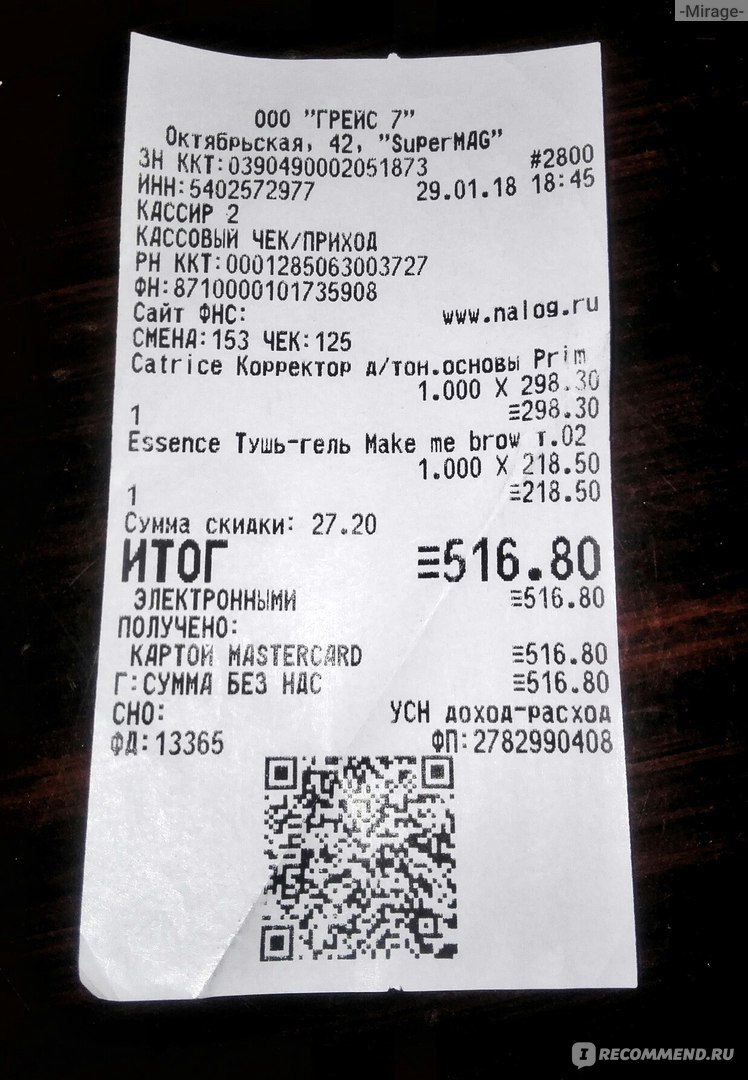 -Mirage-
ООО "ГРЕЙС 7"
Октябрьская, 42, "SuPerMAG"
ЗН ККТ:0390490002051873 #2800
ИНН:5402572977 29.01.18 18:45
КАССИР 2
КАССОВЫЙ ЧЕК/ПРИХОД
РН ККТ:0001285063003727
ФН:8710000101735908
Сайт ФНС: www.nalog.ru
СМЕНА:153 ЧЕК:125
Catrice Корректор д/тон.основы Prim
1.000 X 298.30
1 ≡298.30
Essence Тушь-гель Make me brow т.02
1.000 X 218.50
1 ≡218.50
Сумма скидки: 27.20
ИТОГ ≡516.80
ЭЛЕКТРОННЫМИ ≡516.80
ПОЛУЧЕНО:
КАРТОЙ MASTERCARD ≡516.80
Г:СУММА БЕЗ НДС ≡516.80
СНО: УСН доход-расход
ФД:13365 ФП:2782990408
IRECOMMEND.RU